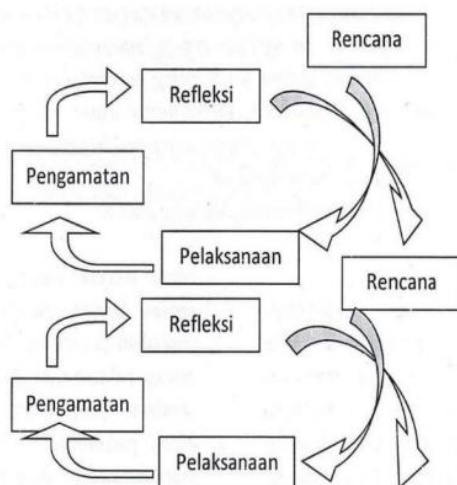 Rencana
Refleksi
Pengamatan
Pelaksanaan
Rencana
Refleksi
Pengamatan
Pelaksanaan